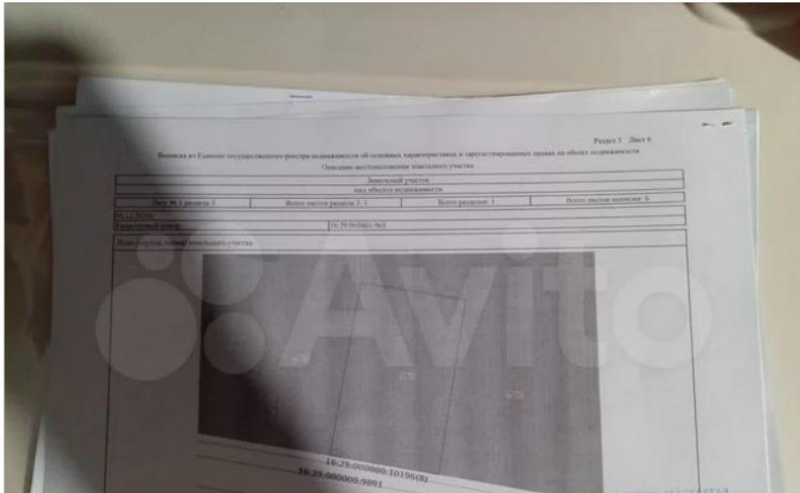 Раздел 3 Лист 6
Выписка из Единого государственного реестра недвижимости об основных характеристиках и зарегистрированных правах на объект недвижимости
Описание местоположения земельного участка
Земельный участок
вид объекта недвижимости
Лист № 1 раздела 3
Всего листов раздела 3: 1
Всего разделов: 5
Всего листов выписки: 6
Кадастровый номер
План (чертеж, схема) земельного участка
Avito
16:29:000000:10196(8)
16:29:000000:9891